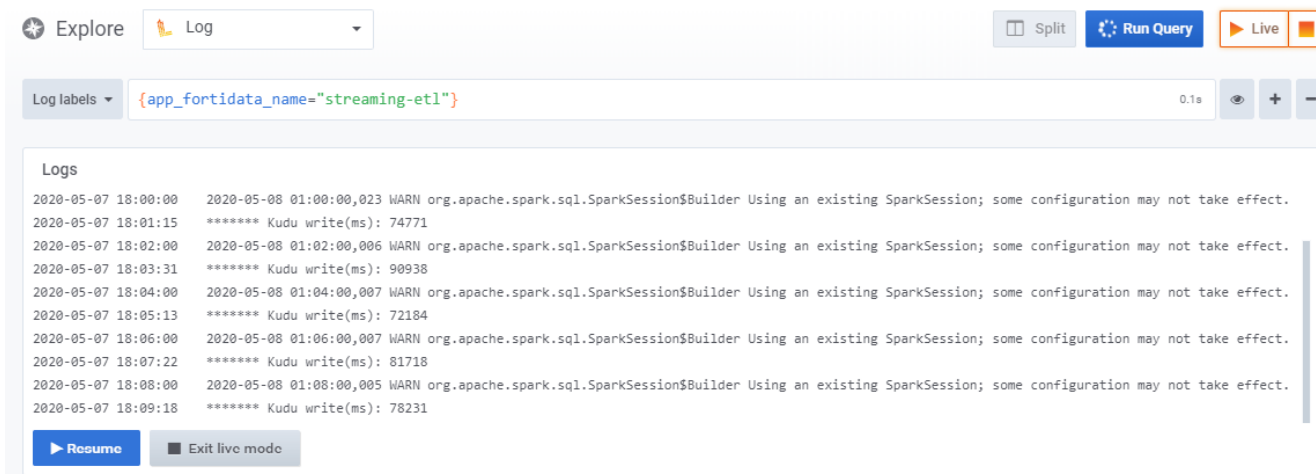 Explore Log Split Run Query Live
Log labels {app_fortidata_name="streaming-etl"} 0.1s
Logs
2020-05-07 18:00:00 2020-05-08 01:00:00,023 WARN org.apache.spark.sql.SparkSession$Builder Using an existing SparkSession; some configuration may not take effect.
2020-05-07 18:01:15 ******* Kudu write(ms): 74771
2020-05-07 18:02:00 2020-05-08 01:02:00,006 WARN org.apache.spark.sql.SparkSession$Builder Using an existing SparkSession; some configuration may not take effect.
2020-05-07 18:03:31 ******* Kudu write(ms): 90938
2020-05-07 18:04:00 2020-05-08 01:04:00,007 WARN org.apache.spark.sql.SparkSession$Builder Using an existing SparkSession; some configuration may not take effect.
2020-05-07 18:05:13 ******* Kudu write(ms): 72184
2020-05-07 18:06:00 2020-05-08 01:06:00,007 WARN org.apache.spark.sql.SparkSession$Builder Using an existing SparkSession; some configuration may not take effect.
2020-05-07 18:07:22 ******* Kudu write(ms): 81718
2020-05-07 18:08:00 2020-05-08 01:08:00,005 WARN org.apache.spark.sql.SparkSession$Builder Using an existing SparkSession; some configuration may not take effect.
2020-05-07 18:09:18 ******* Kudu write(ms): 78231
Resume Exit live mode